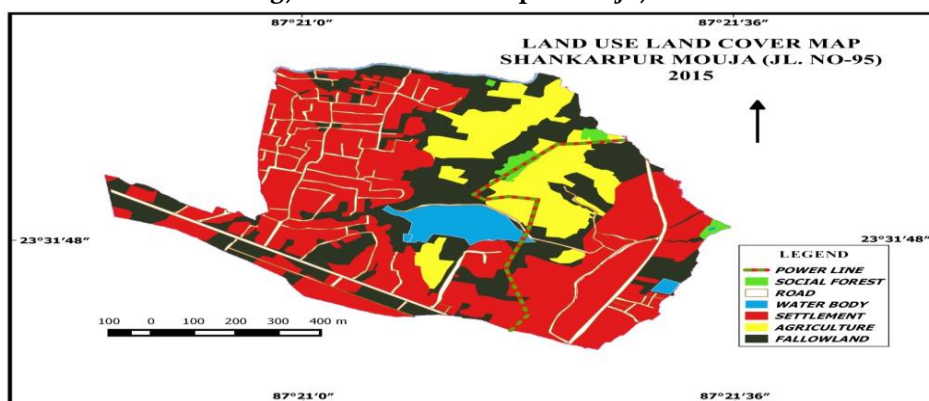 87°21'0" 87°21'36"
LAND USE LAND COVER MAP
SHANKARPUR MOUJA (JL. NO-95)
2015
23°31'48" 23°31'48"
LEGEND
POWER LINE
SOCIAL FOREST
ROAD
WATER BODY
SETTLEMENT
AGRICULTURE
FALLOWLAND
100 0 100 200 300 400 m
87°21'0" 87°21'36"